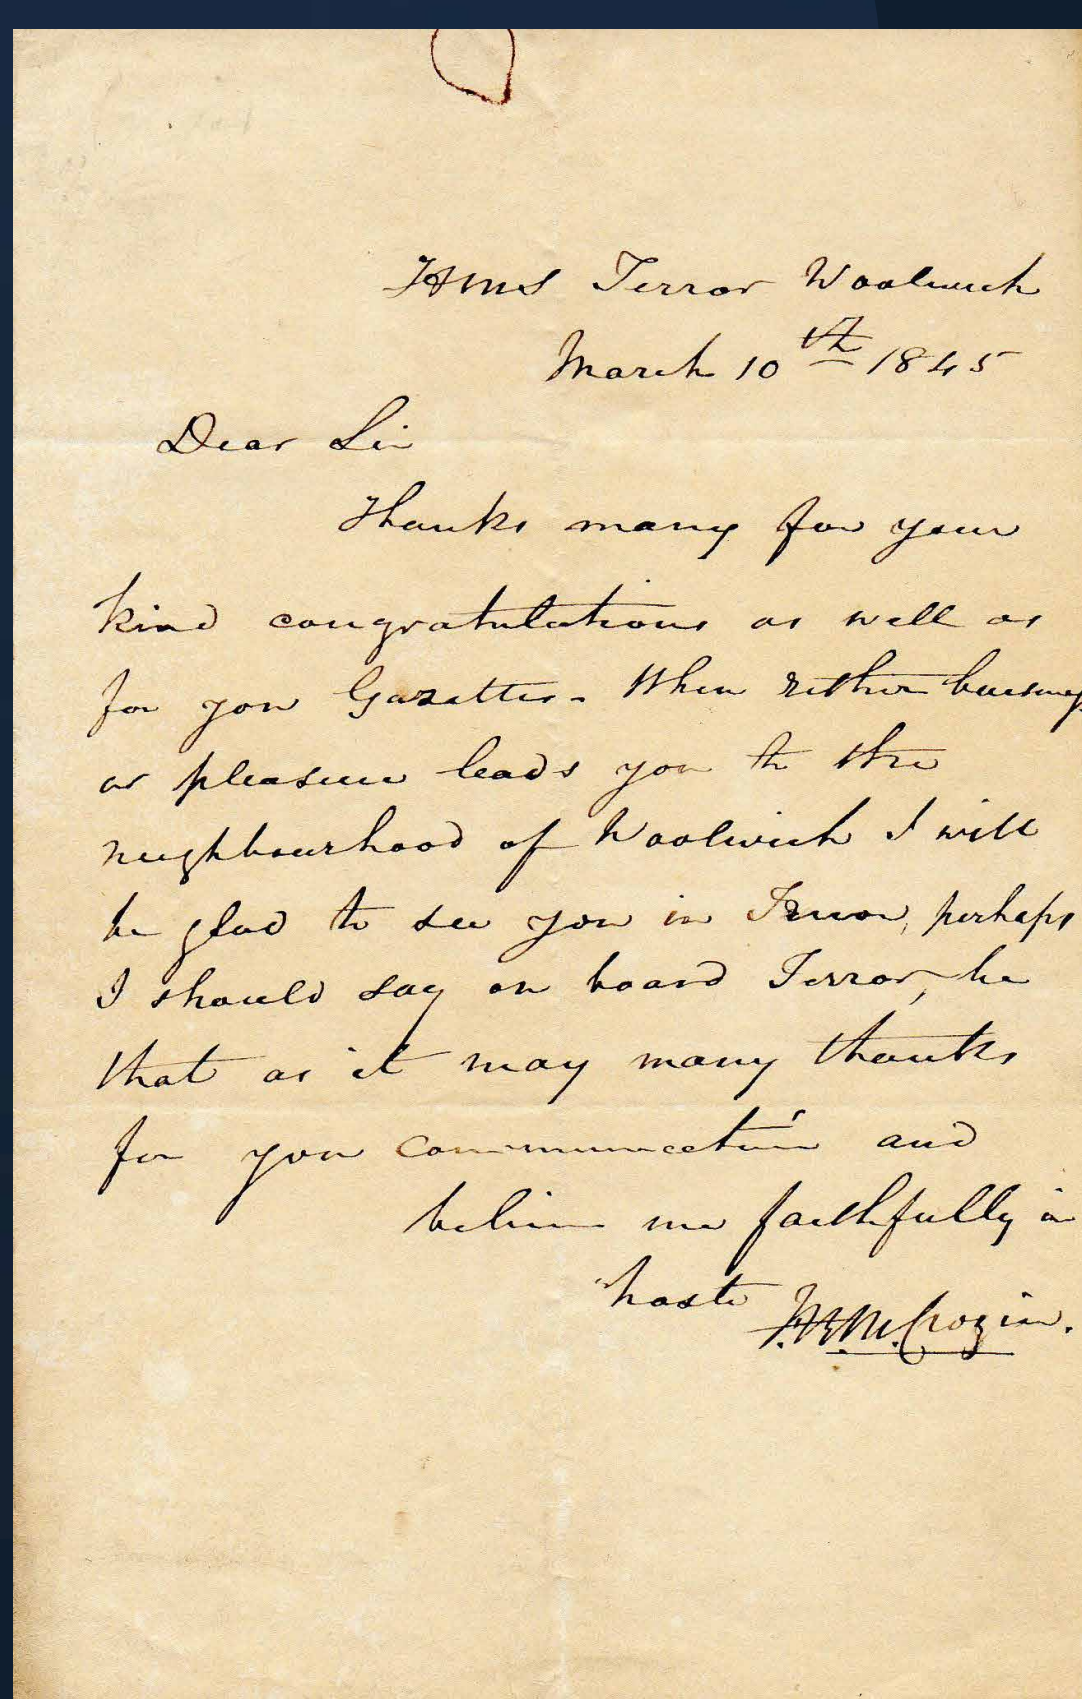 HMS Terror Woolwich
March 10th 1845
Dear Sir
Thanks many for your
kind congratulations as well as
for your Gazettes - When either business
or pleasure leads you to the
neighbourhood of Woolwich I will
be glad to see you in Terror, perhaps
I should say on board Terror, be
that as it may many thanks
for your communication and
believe me faithfully in
haste F.R.M. Crozier.